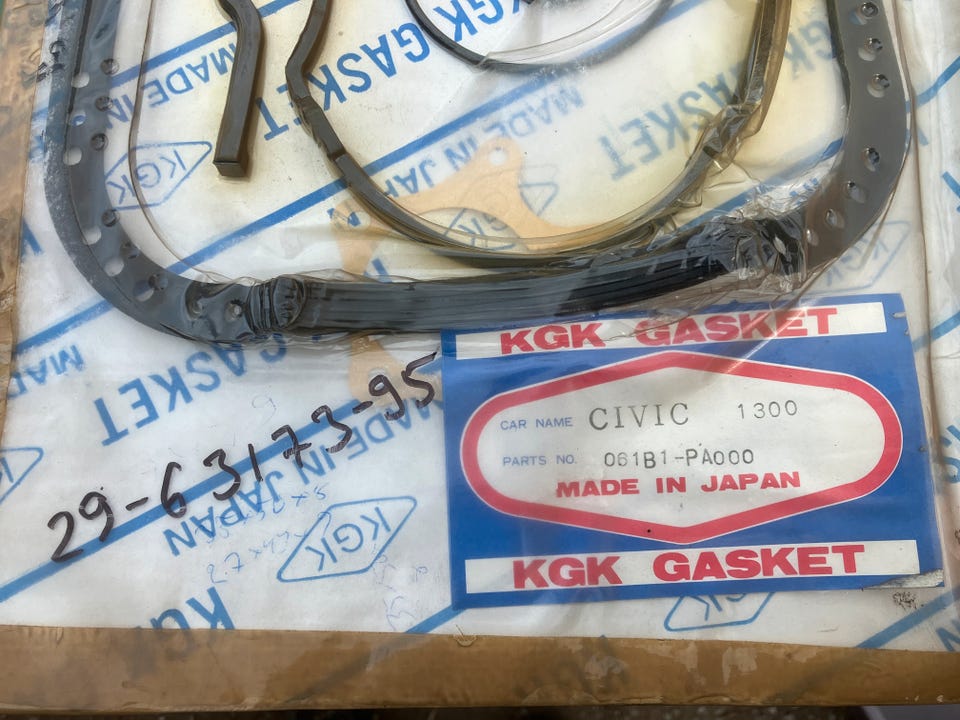 KGK GASKET
MADE IN
KGK
GASKET
MADE IN JAPAN
KGK
KGK GASKET
CAR NAME CIVIC 1300
PARTS NO. 061B1-PA000
MADE IN JAPAN
KGK GASKET
29-63173-95
GASKET
MADE IN JAPAN
KGK